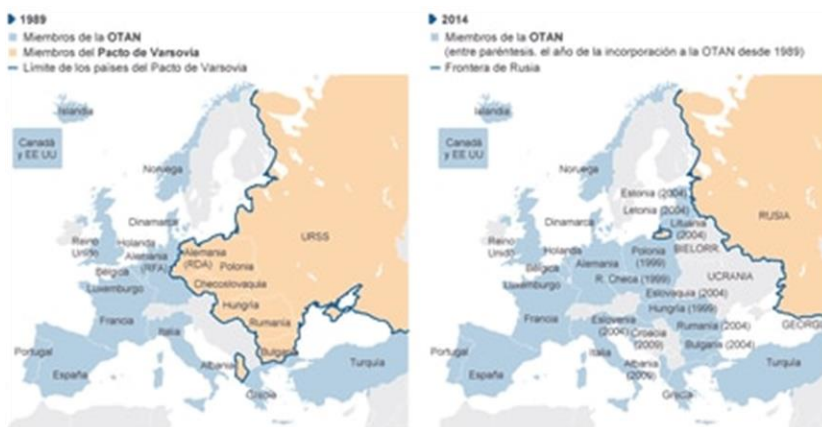 1989
Miembros de la OTAN
Miembros del Pacto de Varsovia
Límite de los países del Pacto de Varsovia
Islandia
Canadá
y EE UU
Noruega
Dinamarca
Reino
Unido
Holanda
Alemania
(RFA)
Bélgica
Luxemburgo
Francia
Italia
Portugal
España
Alemania
(RDA)
Polonia
Checoslovaquia
Hungría
Rumanía
Bulgaria
Albania
Grecia
Turquía
URSS
2014
Miembros de la OTAN
(entre paréntesis, el año de la incorporación a la OTAN desde 1989)
Frontera de Rusia
Islandia
Canadá
y EE UU
Noruega
Estonia (2004)
Letonia (2004)
Lituania
(2004)
Dinamarca
Reino
Unido
Holanda
Alemania
Bélgica
Luxemburgo
Polonia
(1999)
BIELORR.
RUSIA
UCRANIA
R. Checa (1999)
Eslovaquia (2004)
Hungría (1999)
Francia
Eslovenia
(2004)
Croacia
(2009)
Rumanía (2004)
Bulgaria (2004)
GEORGI
Italia
Albania
(2009)
Portugal
España
Grecia
Turquía